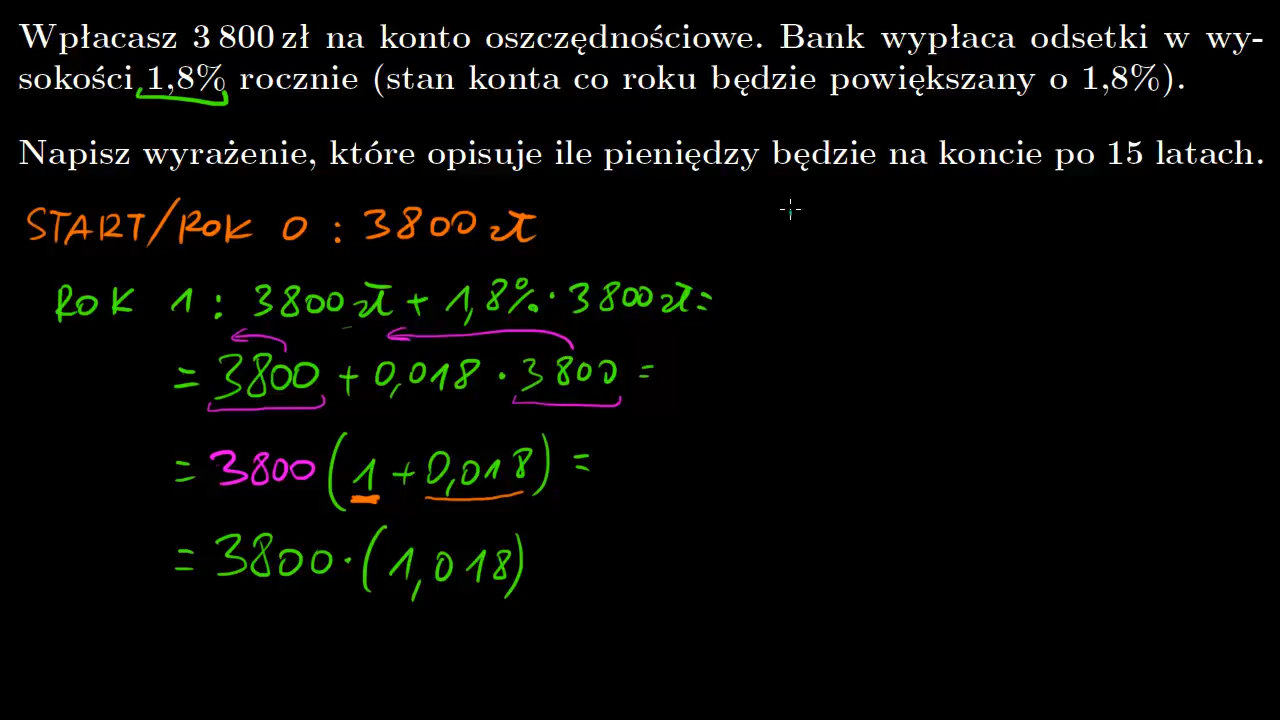 Wpłacasz 3 800 zł na konto oszczędnościowe. Bank wypłaca odsetki w wy-
sokości 1,8% rocznie (stan konta co roku będzie powiększany o 1,8%).
Napisz wyrażenie, które opisuje ile pieniędzy będzie na koncie po 15 latach.
START/ROK 0 : 3800 zł
ROK 1 : 3800 zł + 1,8% · 3800 zł =
= 3800 + 0,018 · 3800 =
= 3800 (1 + 0,018) =
= 3800 · (1,018)